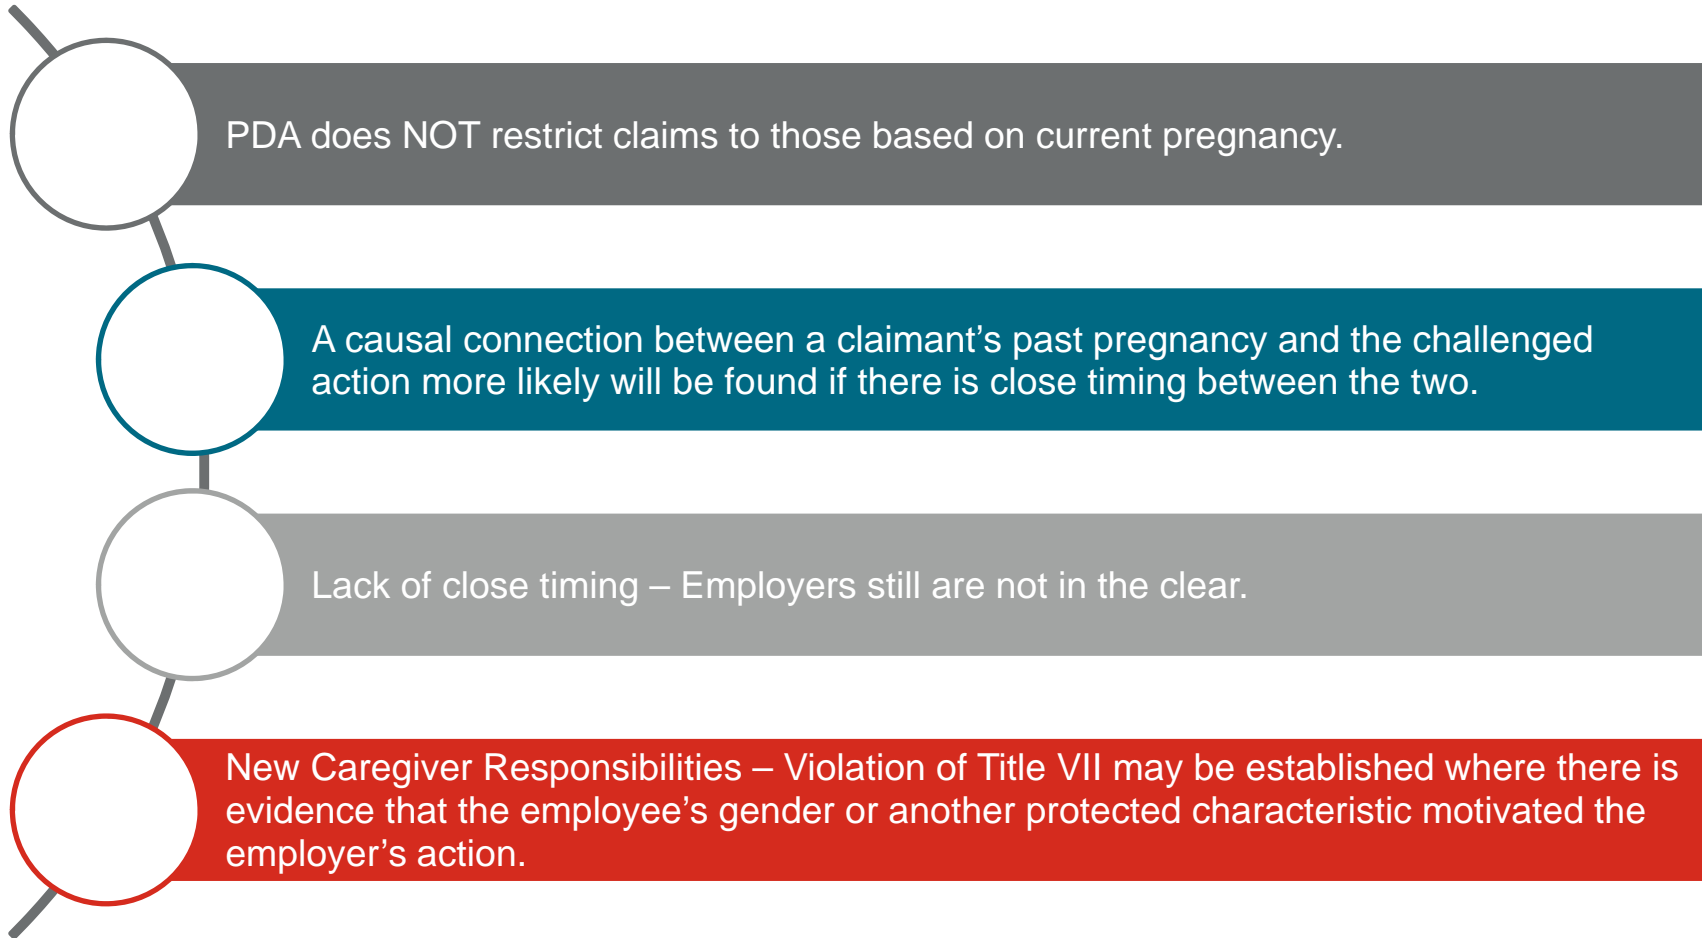 PDA does NOT restrict claims to those based on current pregnancy.
A causal connection between a claimant’s past pregnancy and the challenged
action more likely will be found if there is close timing between the two.
Lack of close timing – Employers still are not in the clear.
New Caregiver Responsibilities – Violation of Title VII may be established where there is
evidence that the employee’s gender or another protected characteristic motivated the
employer’s action.